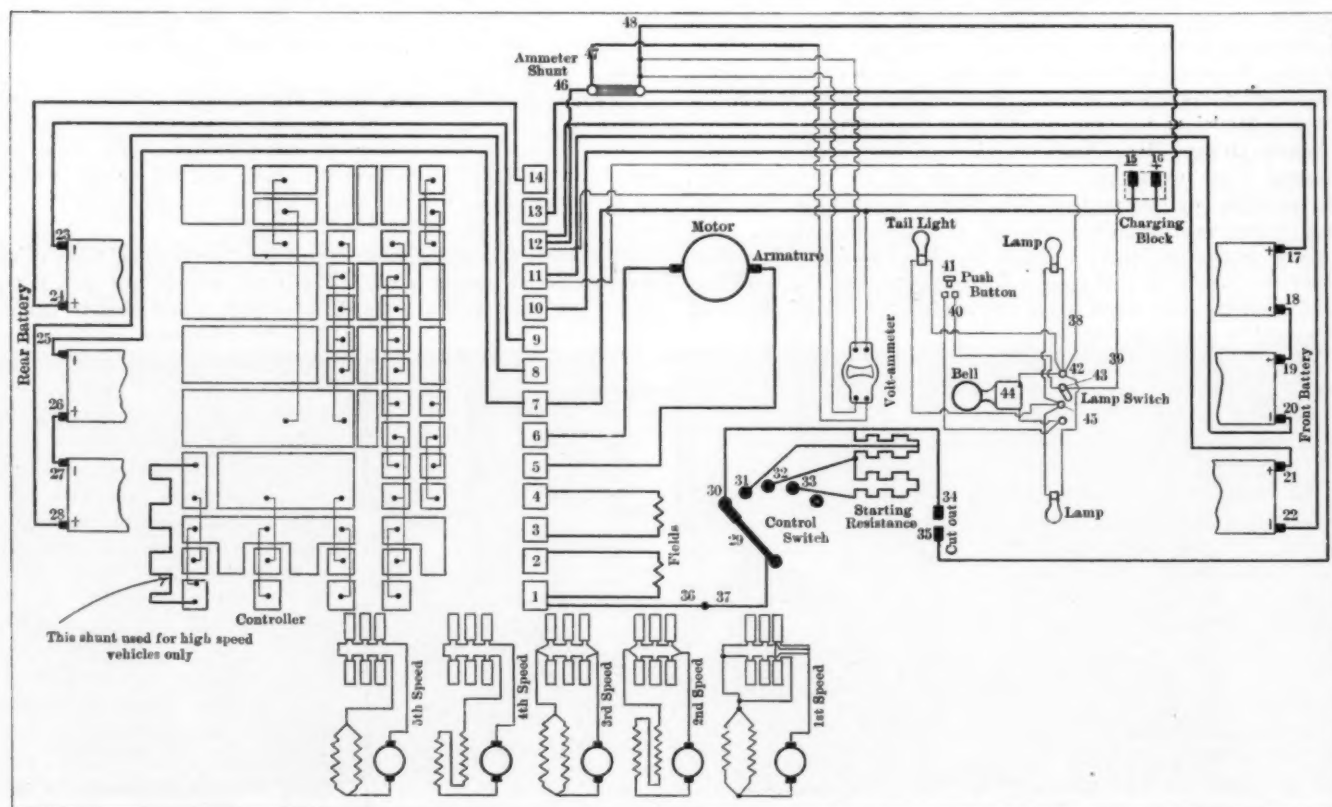 48
47
Ammeter
Shunt
46
14
13
12
11
10
9
8
7
6
5
4
3
2
1
23
24
25
26
27
28
Rear Battery
- 
+
-
+
-
+
Motor
Armature
Tail Light
41
Push
Button
40
Lamp
15
16
+
Charging
Block
38
39
42
43
Lamp Switch
45
Bell
44
Volt-ammeter
Lamp
+
17
18
-
+
19
20
-
+
21
22
-
Front Battery
30
31
32
33
29
Control
Switch
Starting
Resistance
34
35
Cut out
Fields
36
37
Controller
This shunt used for high speed
vehicles only
5th Speed
4th Speed
3rd Speed
2nd Speed
1st Speed